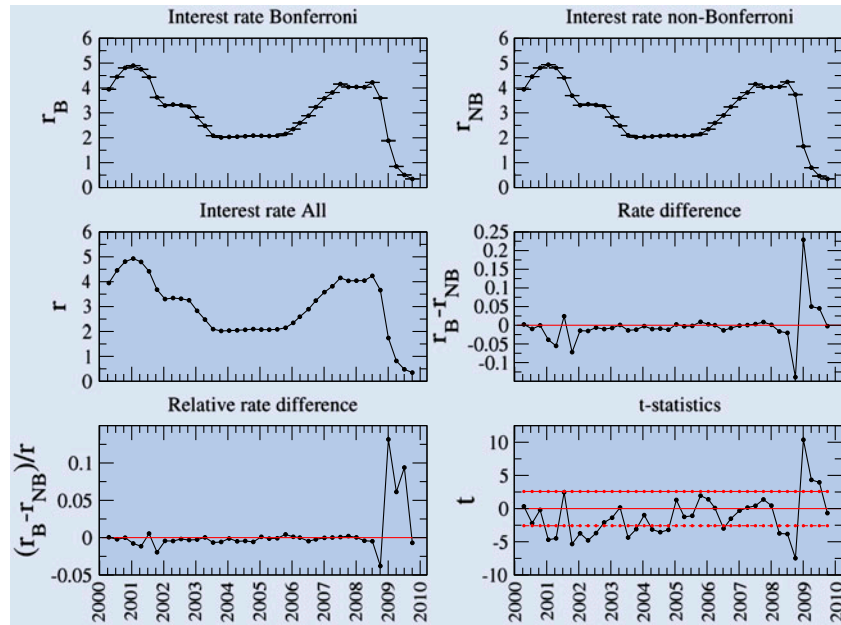 Interest rate Bonferroni
Interest rate non-Bonferroni
r_B
6
5
4
3
2
1
0
r_NB
6
5
4
3
2
1
0
Interest rate All
Rate difference
r
6
5
4
3
2
1
0
r_B-r_NB
0.25
0.2
0.15
0.1
0.05
0
-0.05
-0.1
Relative rate difference
t-statistics
(r_B-r_NB)/r
0.1
0.05
0
-0.05
t
10
5
0
-5
-10
2000 2001 2002 2003 2004 2005 2006 2007 2008 2009 2010
2000 2001 2002 2003 2004 2005 2006 2007 2008 2009 2010